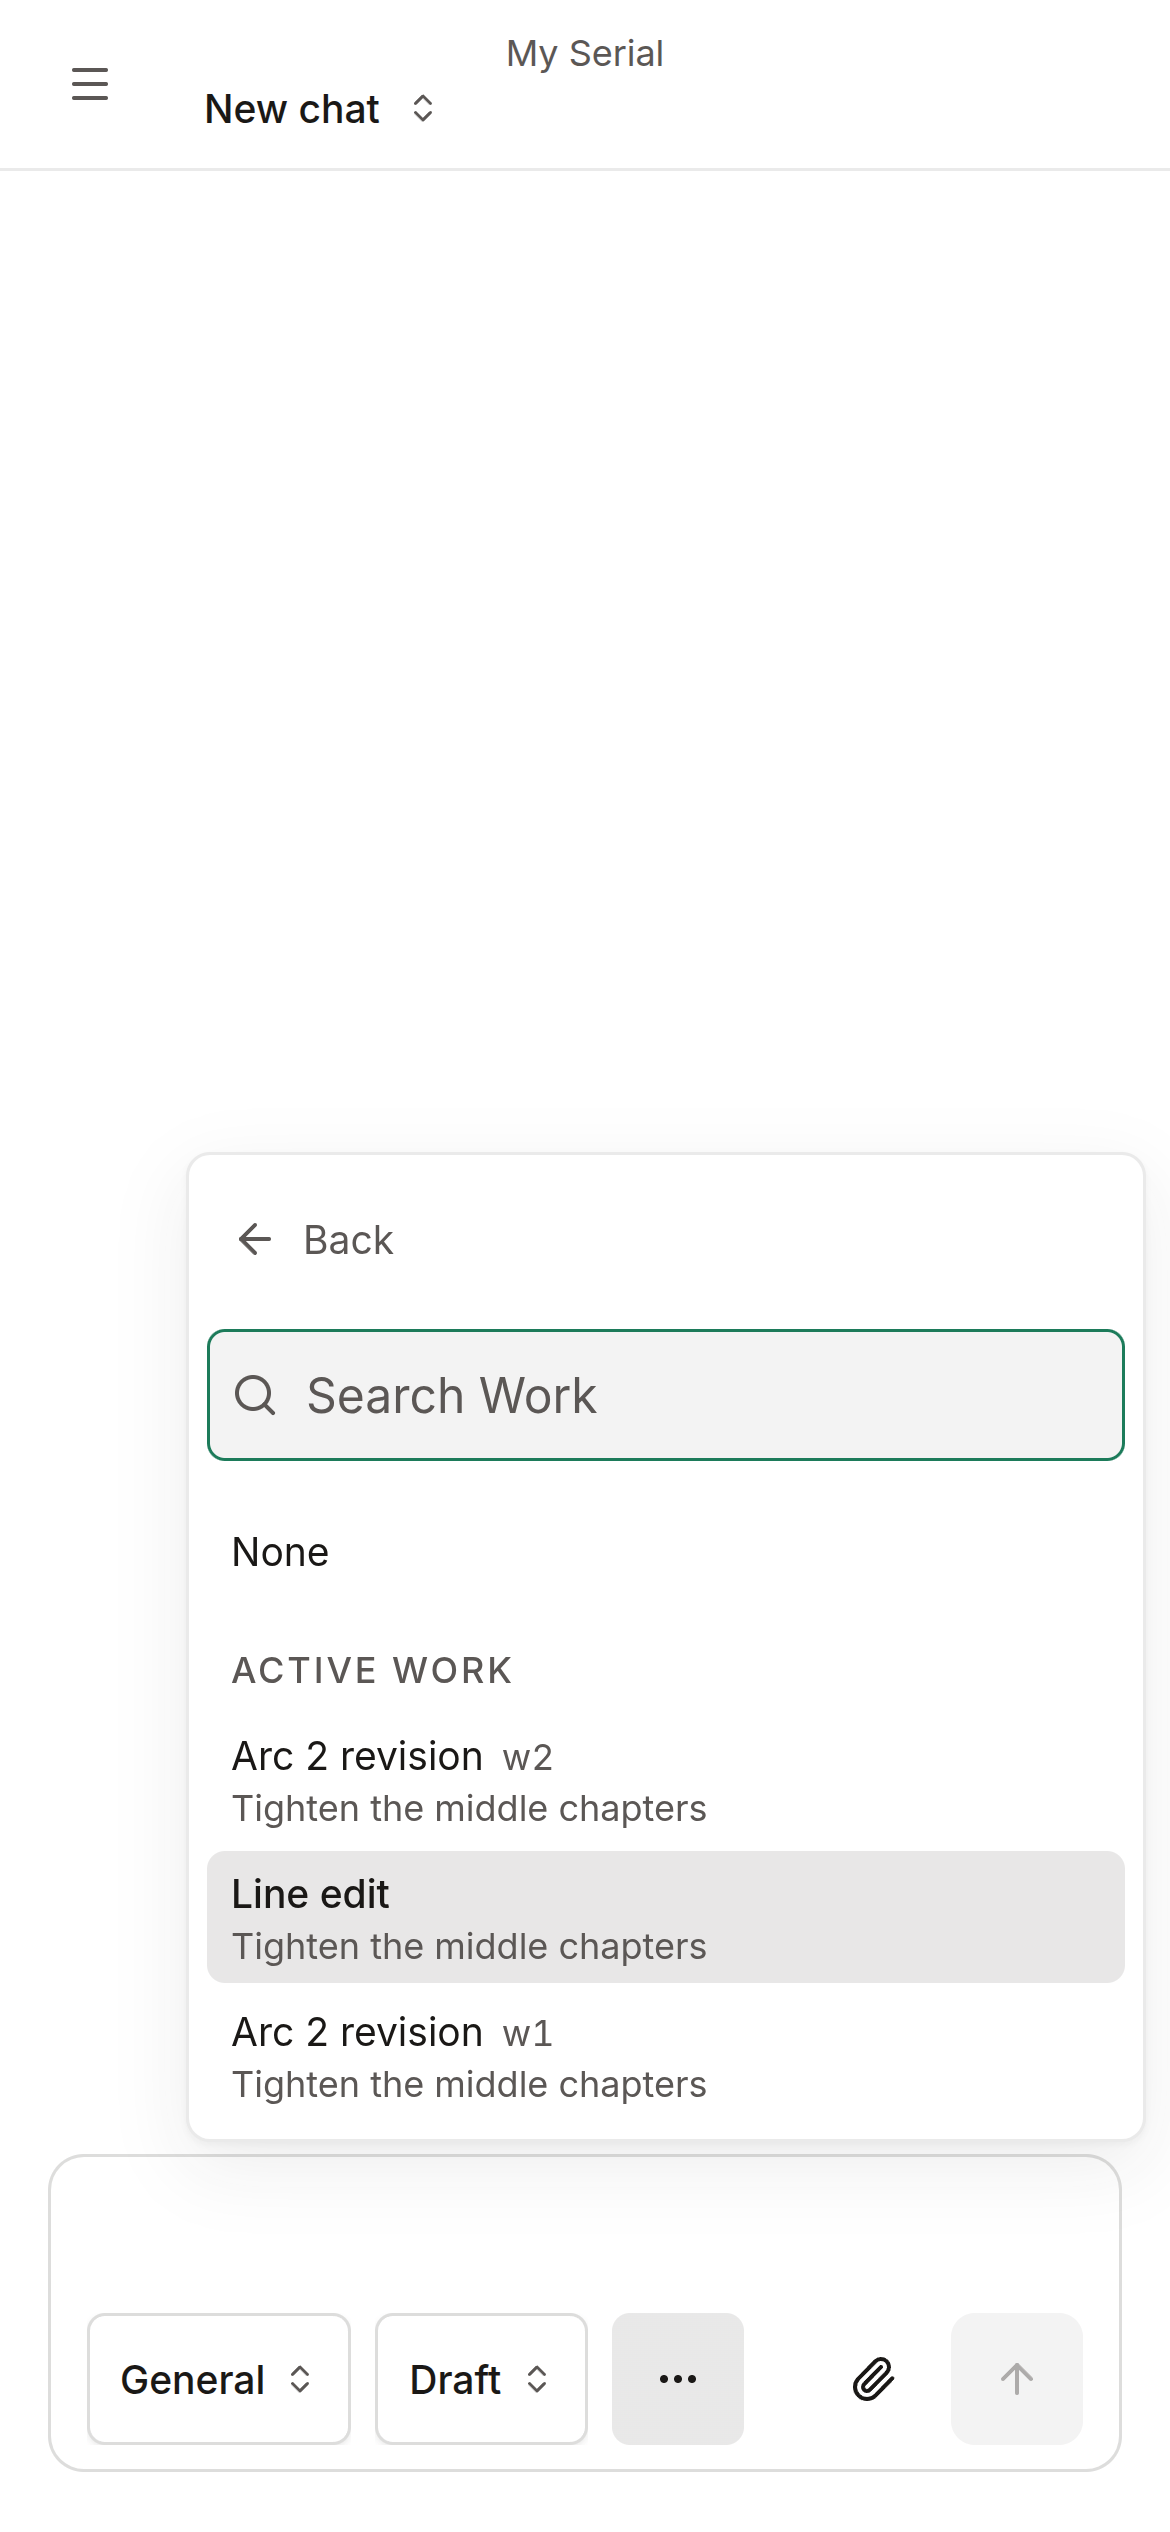 My Serial
New chat
Back
Search Work
None
ACTIVE WORK
Arc 2 revision w2
Tighten the middle chapters
Line edit
Tighten the middle chapters
Arc 2 revision w1
Tighten the middle chapters
General
Draft